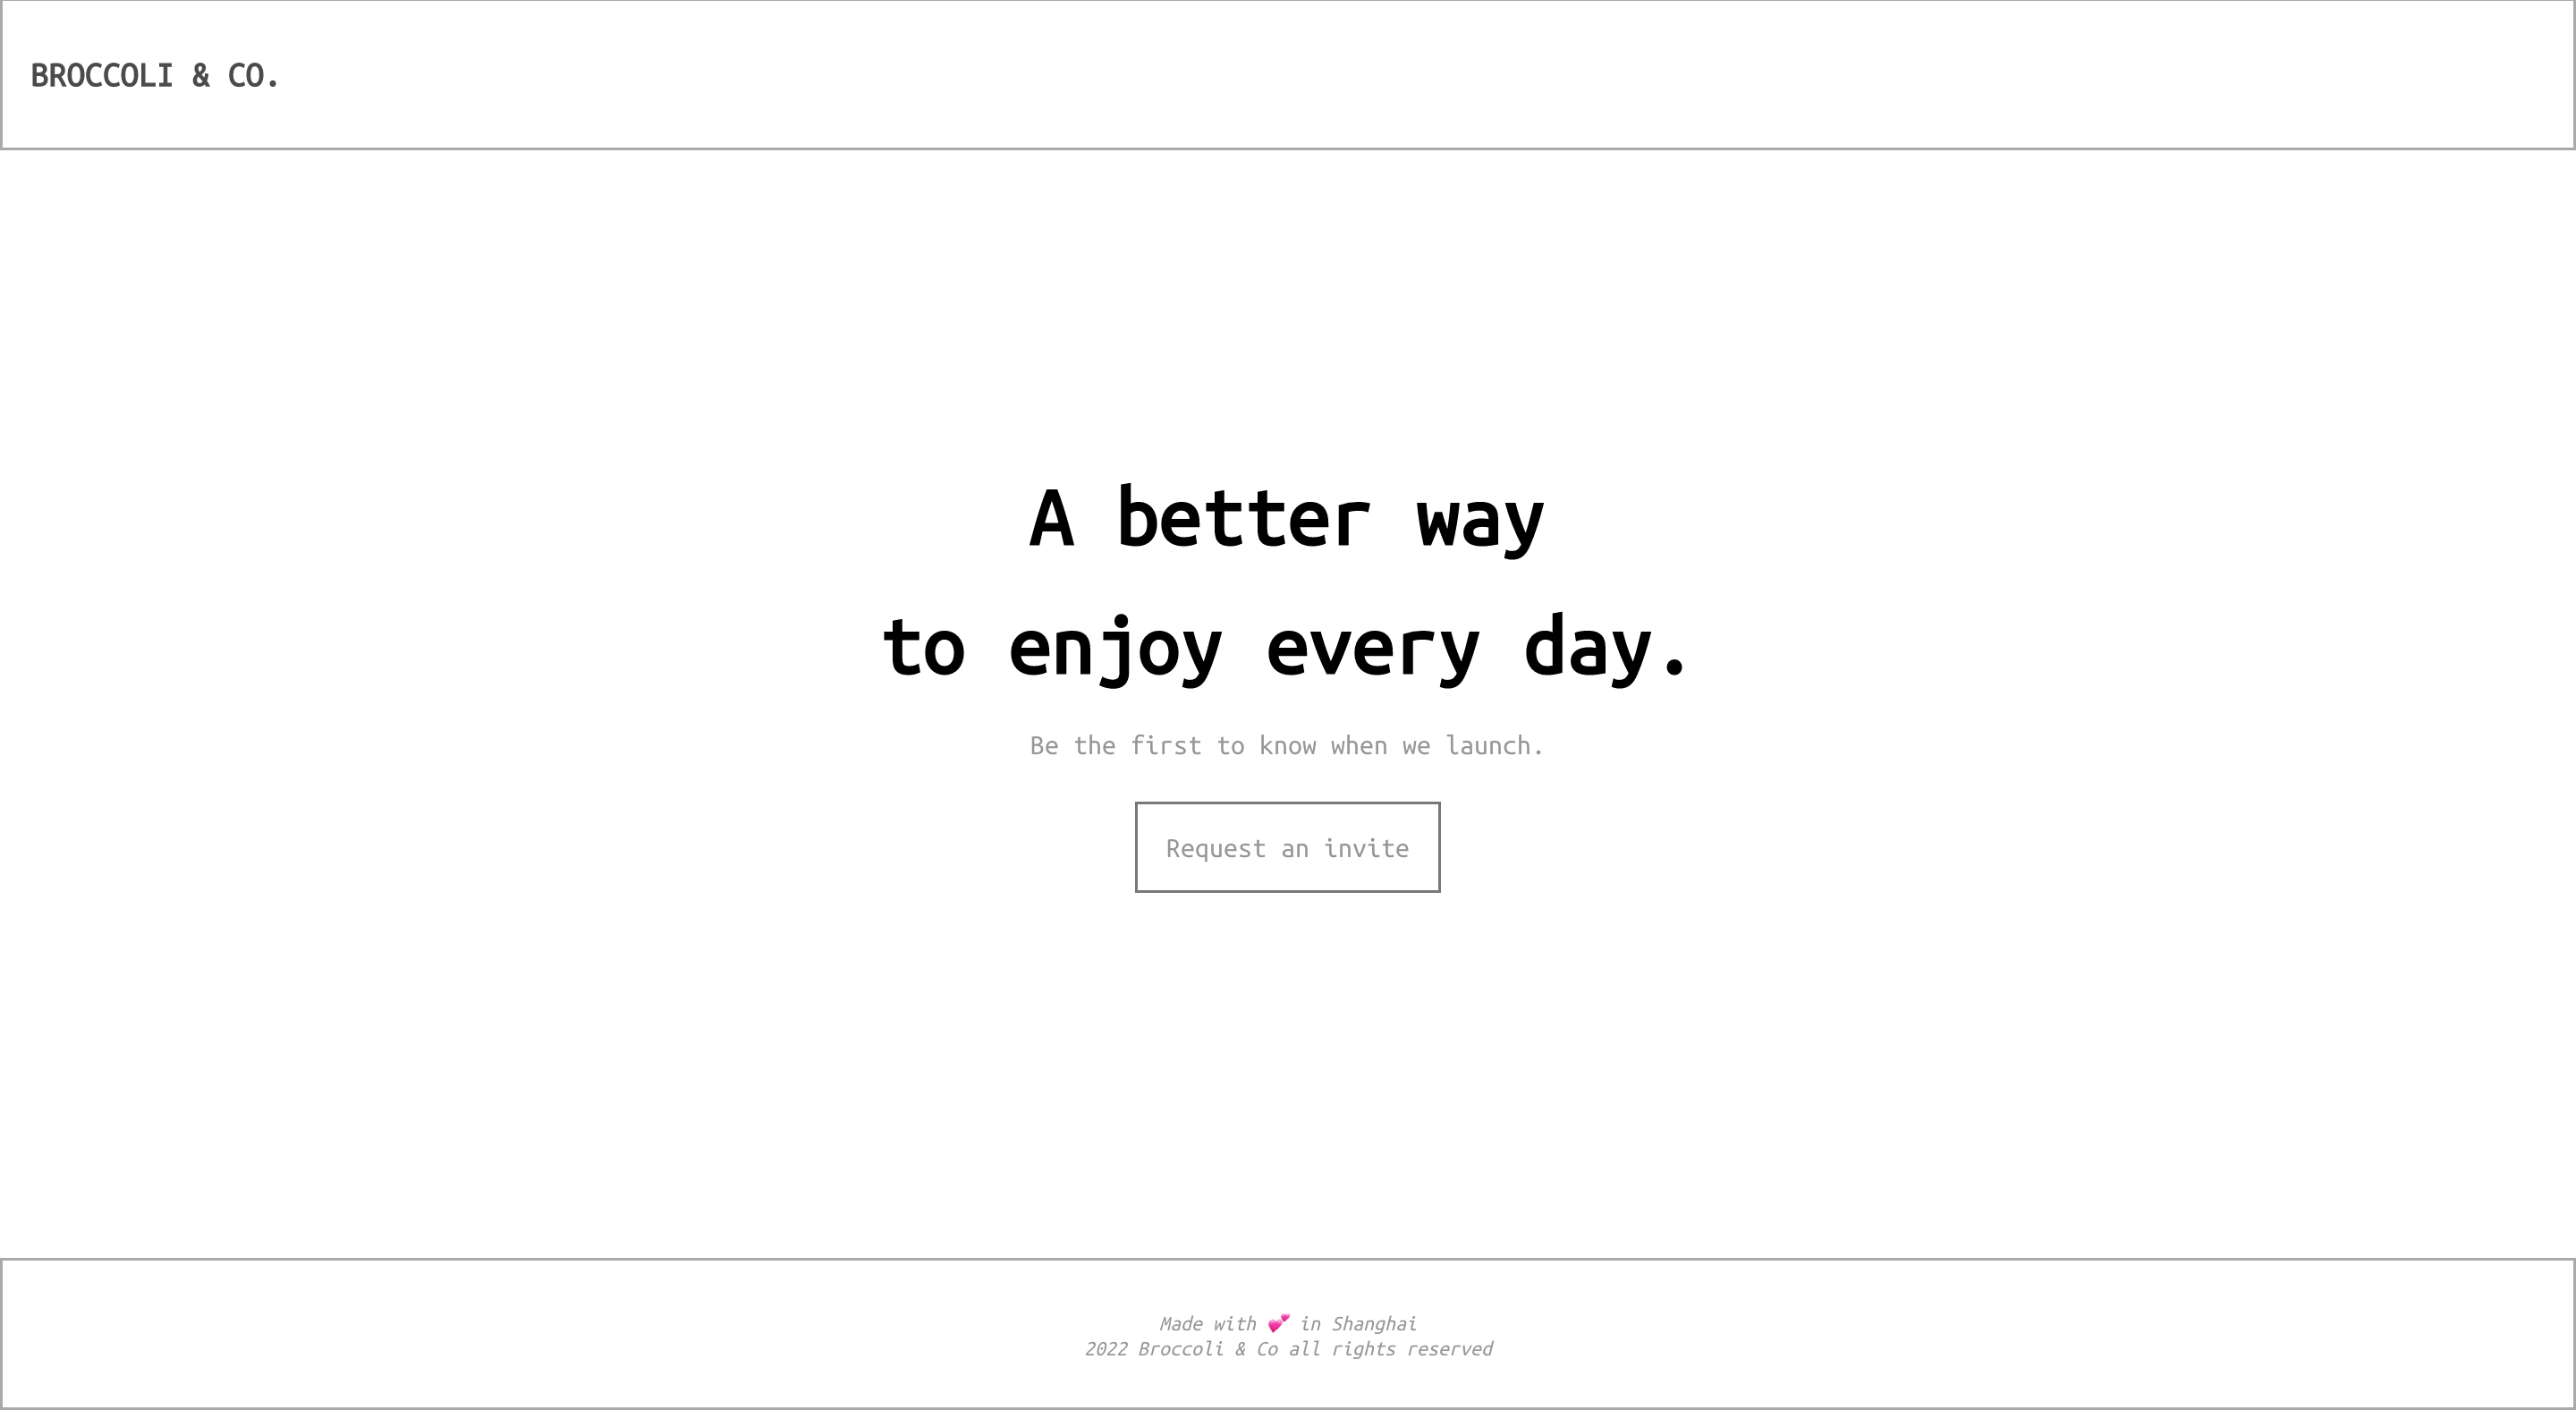 BROCCOLI & CO.
A better way
to enjoy every day.
Be the first to know when we launch.
Request an invite
Made with 💕 in Shanghai
2022 Broccoli & Co all rights reserved